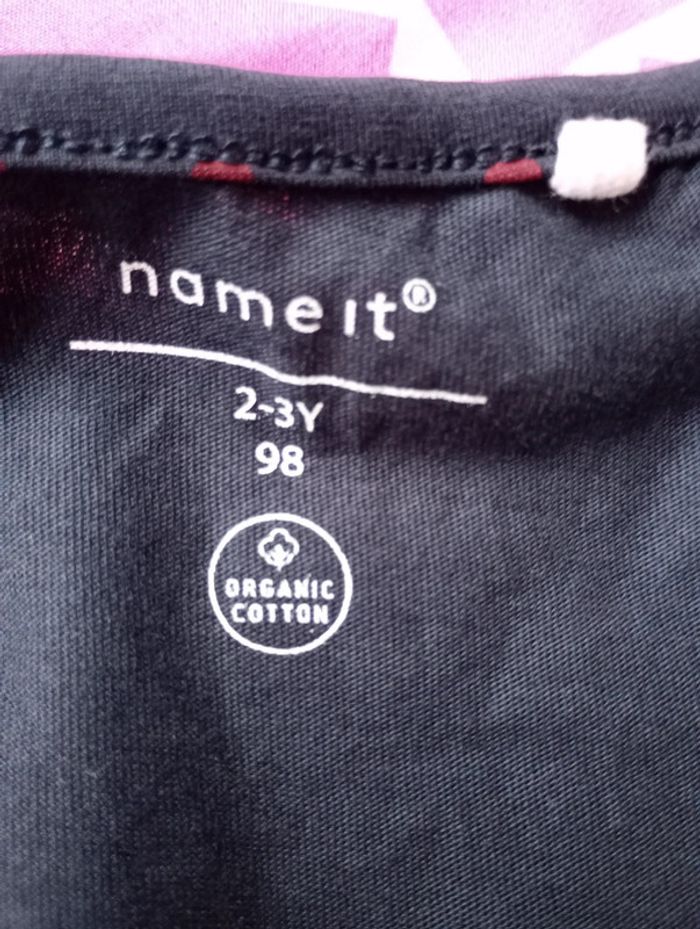 name it®
2-3Y
98
ORGANIC
COTTON